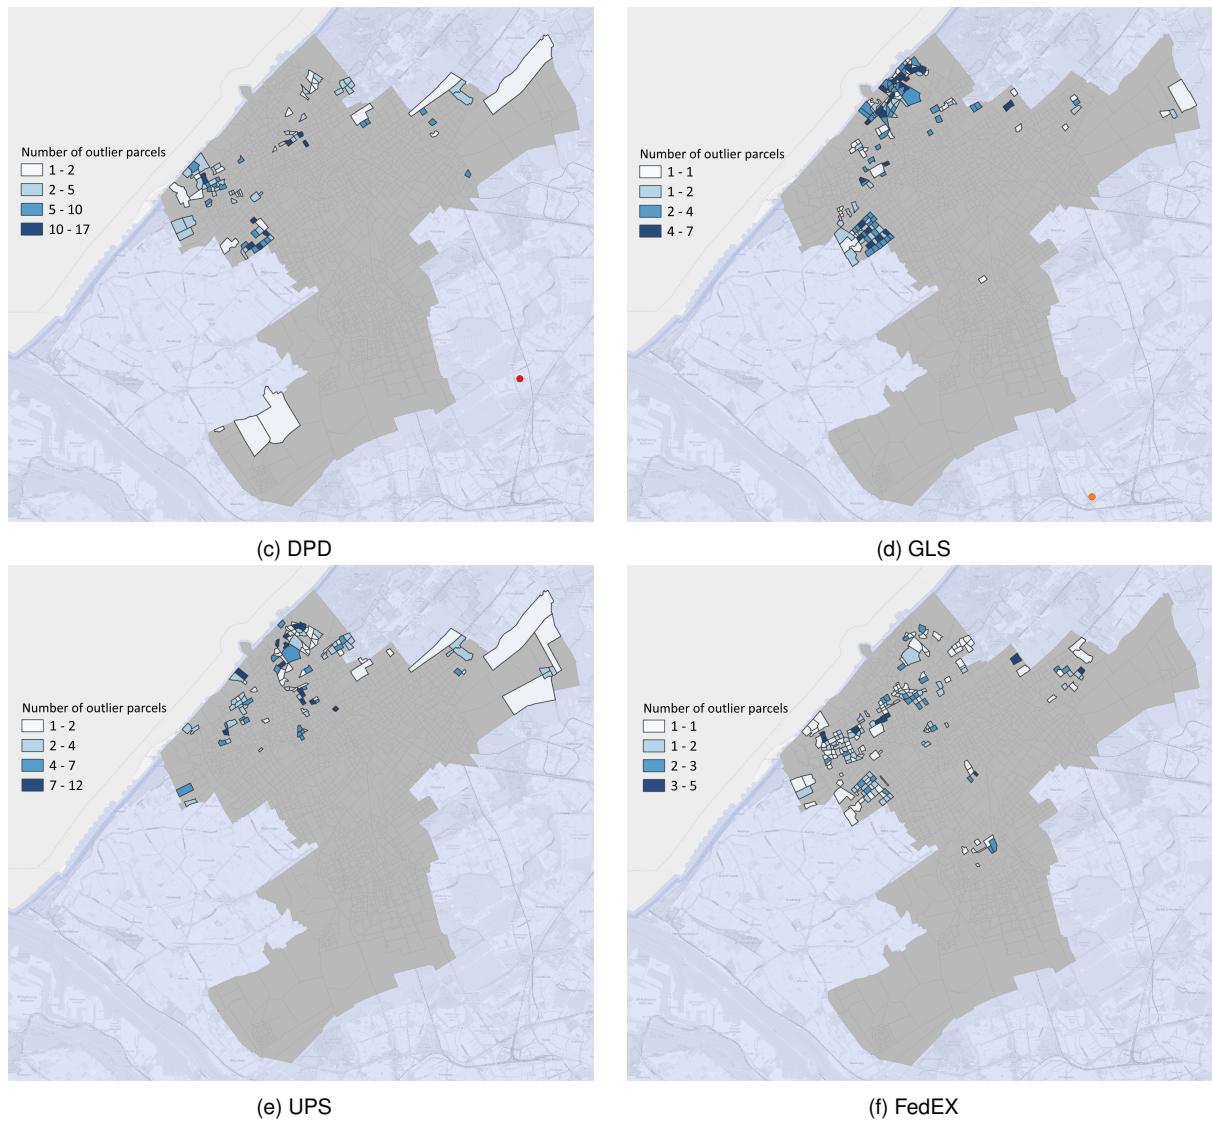 Number of outlier parcels
1 - 2
2 - 5
5 - 10
10 - 17
(c) DPD
Number of outlier parcels
1 - 1
1 - 2
2 - 4
4 - 7
(d) GLS
Number of outlier parcels
1 - 2
2 - 4
4 - 7
7 - 12
(e) UPS
Number of outlier parcels
1 - 1
1 - 2
2 - 3
3 - 5
(f) FedEX